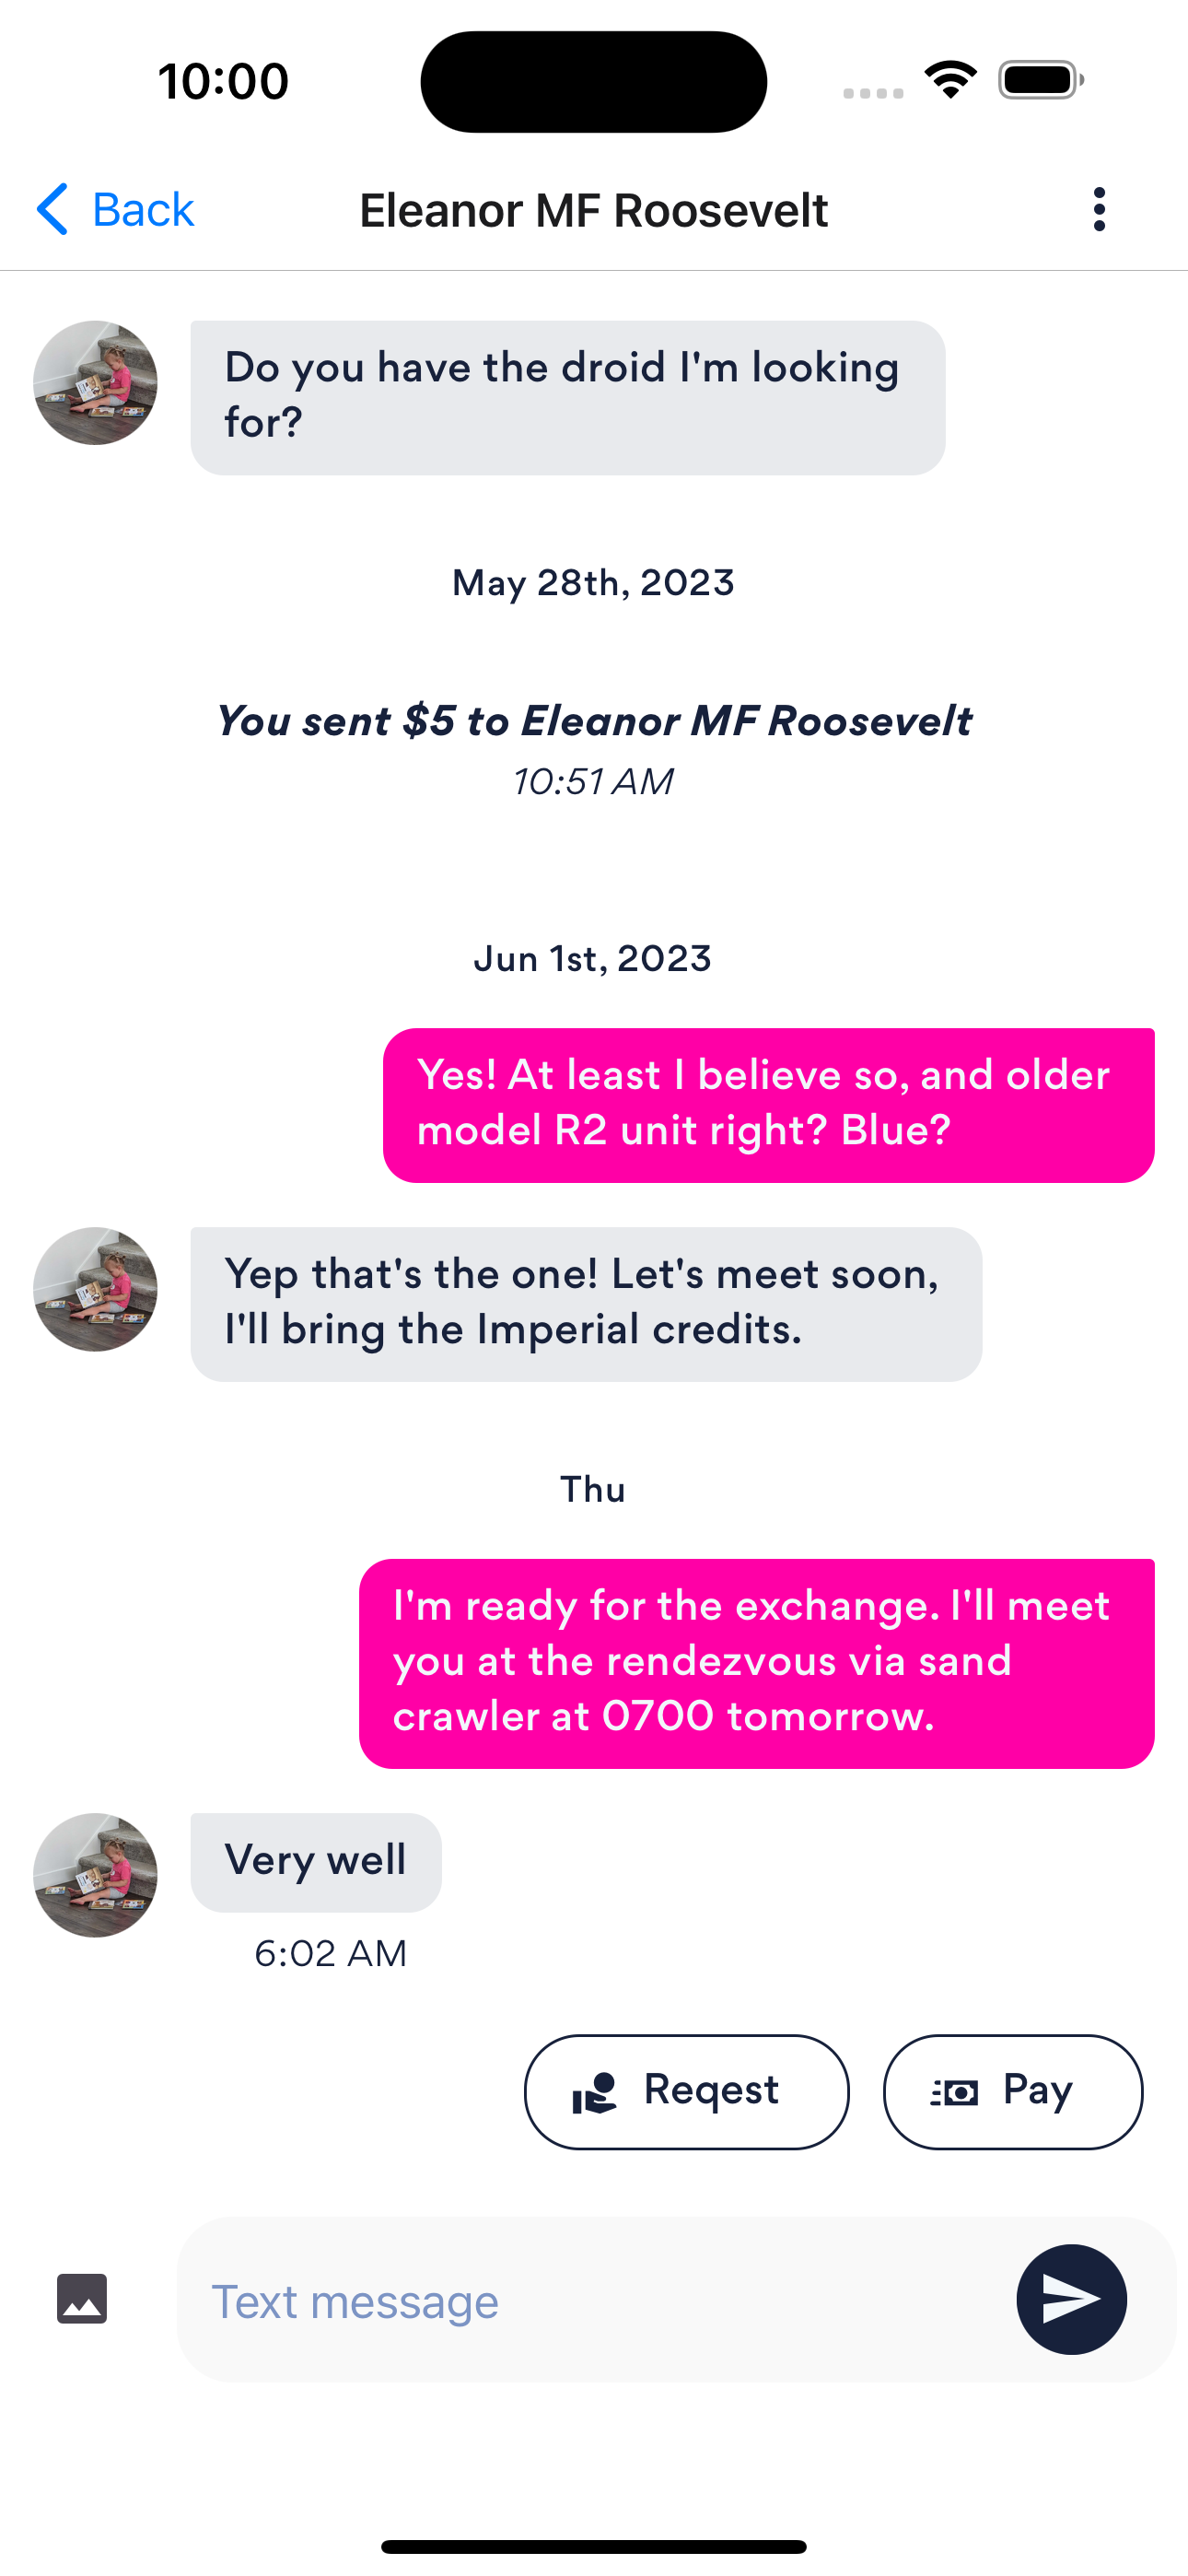 10:00
Back
Eleanor MF Roosevelt
Do you have the droid I'm looking
for?
May 28th, 2023
You sent $5 to Eleanor MF Roosevelt
10:51 AM
Jun 1st, 2023
Yes! At least I believe so, and older
model R2 unit right? Blue?
Yep that's the one! Let's meet soon,
I'll bring the Imperial credits.
Thu
I'm ready for the exchange. I'll meet
you at the rendezvous via sand
crawler at 0700 tomorrow.
Very well
6:02 AM
Reqest
Pay
Text message